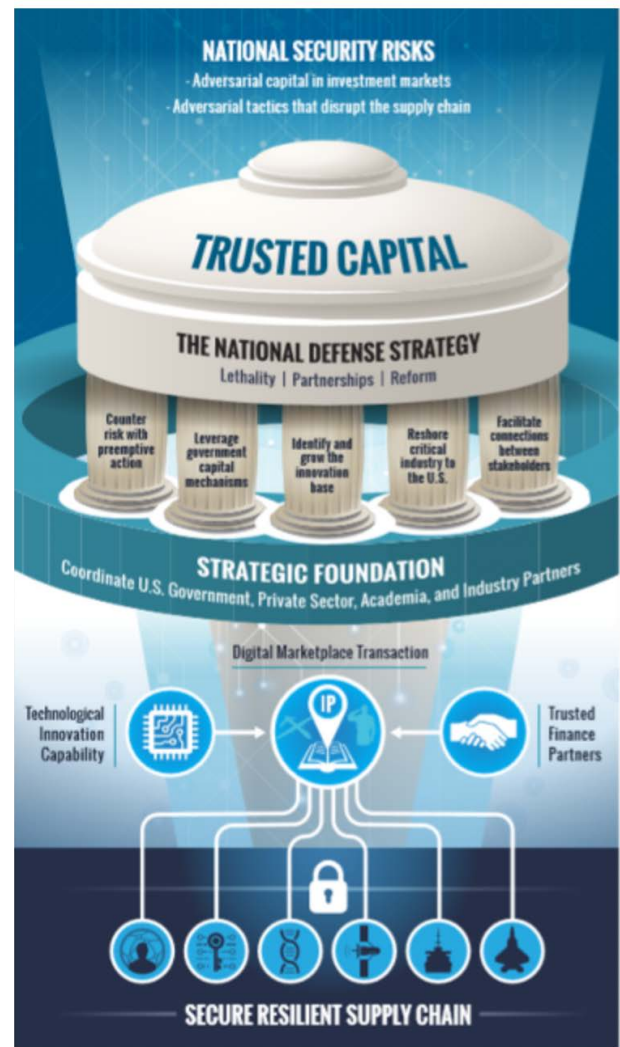 NATIONAL SECURITY RISKS
- Adversarial capital in investment markets
- Adversarial tactics that disrupt the supply chain
TRUSTED CAPITAL
THE NATIONAL DEFENSE STRATEGY
Lethality | Partnerships | Reform
Counter
risk with
preemptive
action
Leverage
government
capital
mechanisms
Identify and
grow the
innovation
base
Reshore
critical
industry to
the U.S.
Facilitate
connections
between
stakeholders
STRATEGIC FOUNDATION
Coordinate U.S. Government, Private Sector, Academia, and Industry Partners
Digital Marketplace Transaction
Technological
Innovation
Capability
IP
Trusted
Finance
Partners
SECURE RESILIENT SUPPLY CHAIN